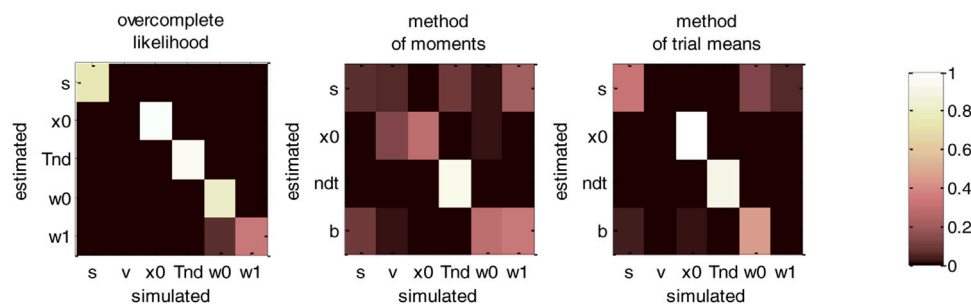 overcomplete
likelihood
estimated
s
x0
Tnd
w0
w1
s v x0 Tnd w0 w1
simulated
method
of moments
estimated
s
x0
ndt
b
s v x0 Tnd w0 w1
simulated
method
of trial means
estimated
s
x0
ndt
b
s v x0 Tnd w0 w1
simulated
1
0.8
0.6
0.4
0.2
0